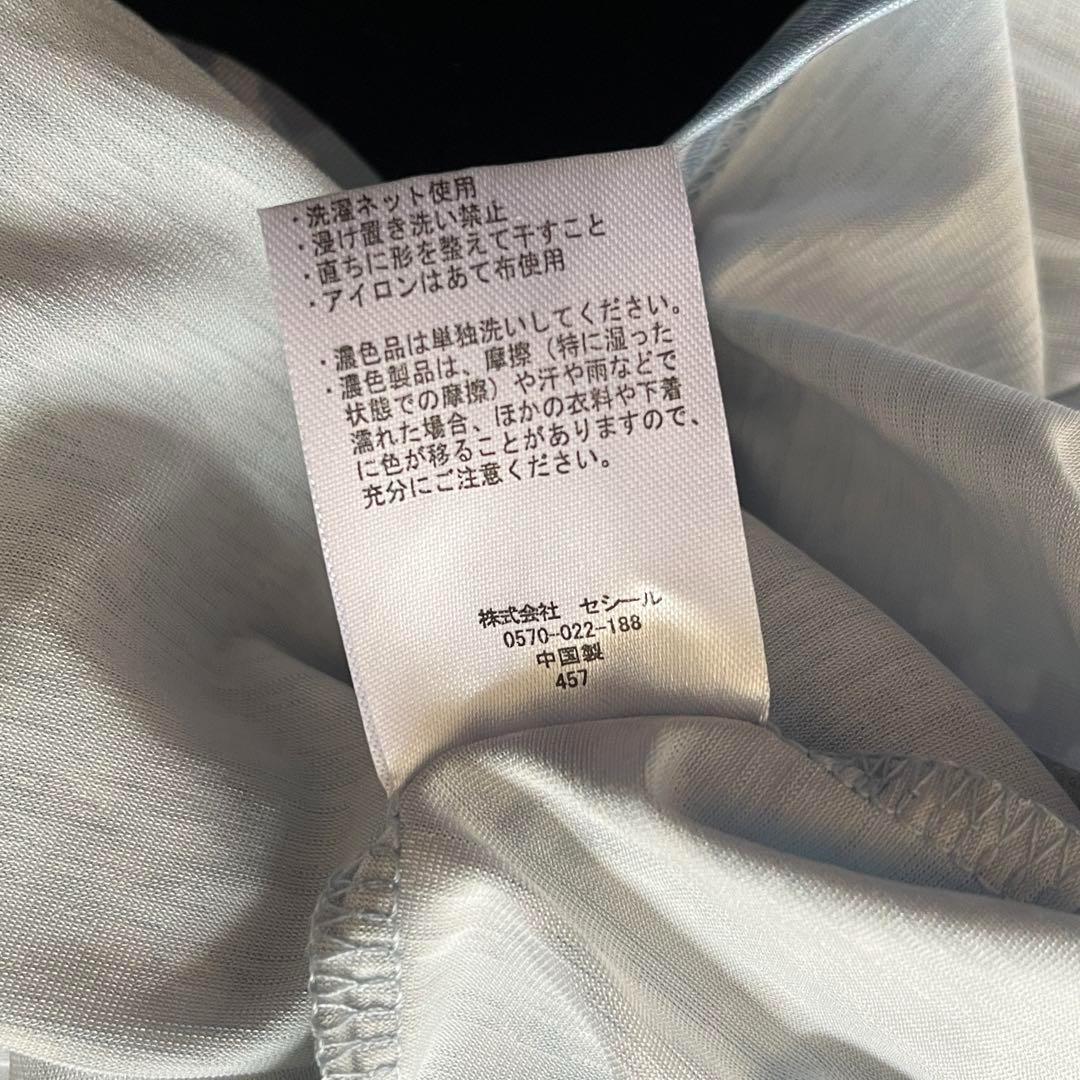 ・洗濯ネット使用
・浸け置き洗い禁止
・直ちに形を整えて干すこと
・アイロンはあて布使用
・濃色品は単独洗いしてください。
・濃色製品は、摩擦（特に湿った
状態での摩擦）や汗や雨などで
濡れた場合、ほかの衣料や下着
に色が移ることがありますので、
充分にご注意ください。
株式会社 セシール
0570-022-188
中国製
457